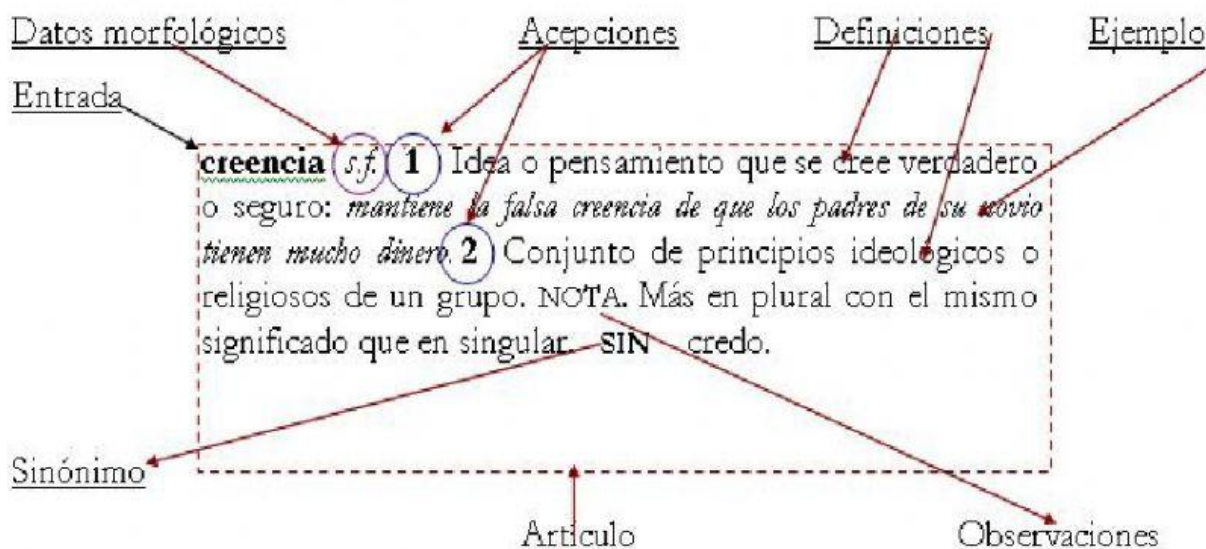 Datos morfológicos Acepciones Definiciones Ejemplo
Entrada
creencia s.f. 1 Idea o pensamiento que se cree verdadero
o seguro: mantiene la falsa creencia de que los padres de su novio
tienen mucho dinero. 2 Conjunto de principios ideológicos o
religiosos de un grupo. NOTA. Más en plural con el mismo
significado que en singular. SIN credo.
Sinónimo
Artículo Observaciones